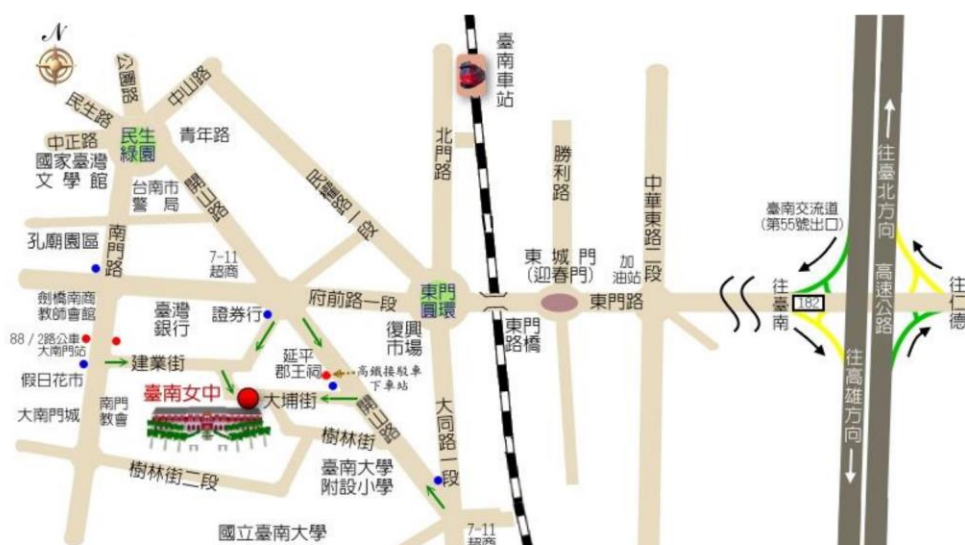 N
公園路
中山路
民生路
中正路
民生
綠園
青年路
國家臺灣
文學館
台南市
警局
開山路
民權路一段
北門路
臺南車站
勝利路
中華東路二段
往臺北方向
高速公路
往高雄方向
臺南交流道
(第55號出口)
孔廟園區
南門路
7-11
超商
東城門
(迎春門)
加油站
東門
圓環
府前路一段
東門路
往臺南
182
往仁德
劍橋南商
教師會館
臺灣
銀行
證券行
復興
市場
東門
路橋
88 / 2路公車
大南門站
建業街
延平
郡王祠
高鐵接駁車
下車站
假日花市
臺南女中
大埔街
開山路
大同路一段
大南門城
南門
教會
樹林街
樹林街二段
臺南大學
附設小學
國立臺南大學
7-11
超商